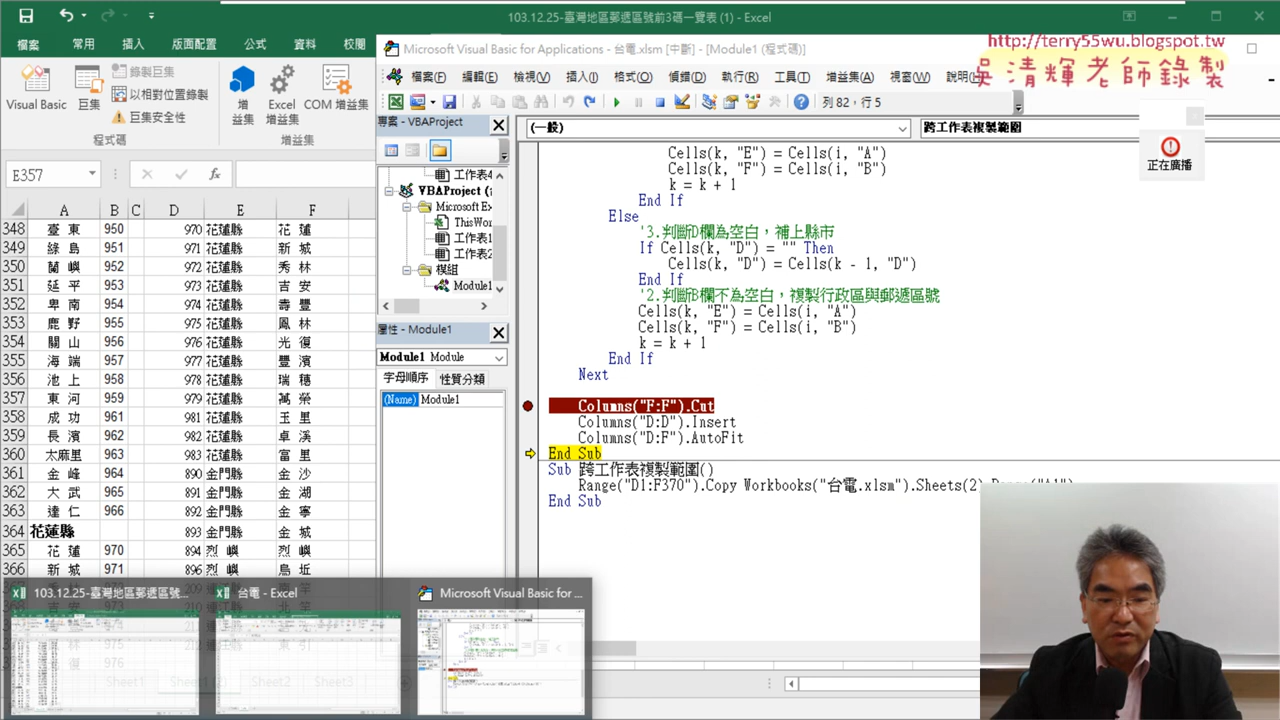 103.12.25-臺灣地區郵遞區號前3碼一覽表 (1) - Excel
檔案 常用 插入 版面配置 公式 資料 校閱
Visual Basic 巨集 錄製巨集 以相對位置錄製 巨集安全性 增益集 Excel 增益集 COM 增益集
程式碼 增益集
E357
A B C D E F
348 臺 東 950 970 花蓮縣 花 蓮
349 綠 島 951 971 花蓮縣 新 城
350 蘭 嶼 952 972 花蓮縣 秀 林
351 延 平 953 973 花蓮縣 吉 安
352 卑 南 954 974 花蓮縣 壽 豐
353 鹿 野 955 975 花蓮縣 鳳 林
354 關 山 956 976 花蓮縣 光 復
355 海 端 957 977 花蓮縣 豐 濱
356 池 上 958 978 花蓮縣 瑞 穗
357 東 河 959 979 花蓮縣 萬 榮
358 成 功 961 981 花蓮縣 玉 里
359 長 濱 962 982 花蓮縣 卓 溪
360 太麻里 963 983 花蓮縣 富 里
361 金 峰 964 890 金門縣 金 沙
362 大 武 965 891 金門縣 金 湖
363 達 仁 966 892 金門縣 金 寧
364 花蓮縣 893 金門縣 金 城
365 花 蓮 970 894 烈 嶼 烈 嶼
366 新 城 971 896 烈 嶼 烏 坵
Microsoft Visual Basic for Applications - 台電.xlsm [中斷] - [Module1 (程式碼)]
檔案(F) 編輯(E) 檢視(V) 插入(I) 格式(O) 偵錯(D) 執行(R) 工具(T) 增益集(A) 視窗(W) 說明(H)
列 82，行 5
http://terry55wu.blogspot.tw
吳清輝老師錄製
正在廣播
專案 - VBAProject
工作表4
VBAProject (台
Microsoft Ex
ThisWor
工作表1
工作表2
模組
Module1
屬性 - Module1
Module1 Module
字母順序 性質分類
(Name) Module1
(一般) 跨工作表複製範圍
Cells(k, "E") = Cells(i, "A")
Cells(k, "F") = Cells(i, "B")
k = k + 1
End If
Else
'3.判斷D欄為空白，補上縣市
If Cells(k, "D") = "" Then
Cells(k, "D") = Cells(k - 1, "D")
End If
'2.判斷B欄不為空白，複製行政區與郵遞區號
Cells(k, "E") = Cells(i, "A")
Cells(k, "F") = Cells(i, "B")
k = k + 1
End If
Next
Columns("F:F").Cut
Columns("D:D").Insert
Columns("D:F").AutoFit
End Sub
Sub 跨工作表複製範圍()
Range("D1:F370").Copy Workbooks("台電.xlsm").Sheets(2).Range("A1")
End Sub
103.12.25-臺灣地區郵遞區號... 台電 - Excel Microsoft Visual Basic for ...
Sheet1 Sheet2 Sheet3